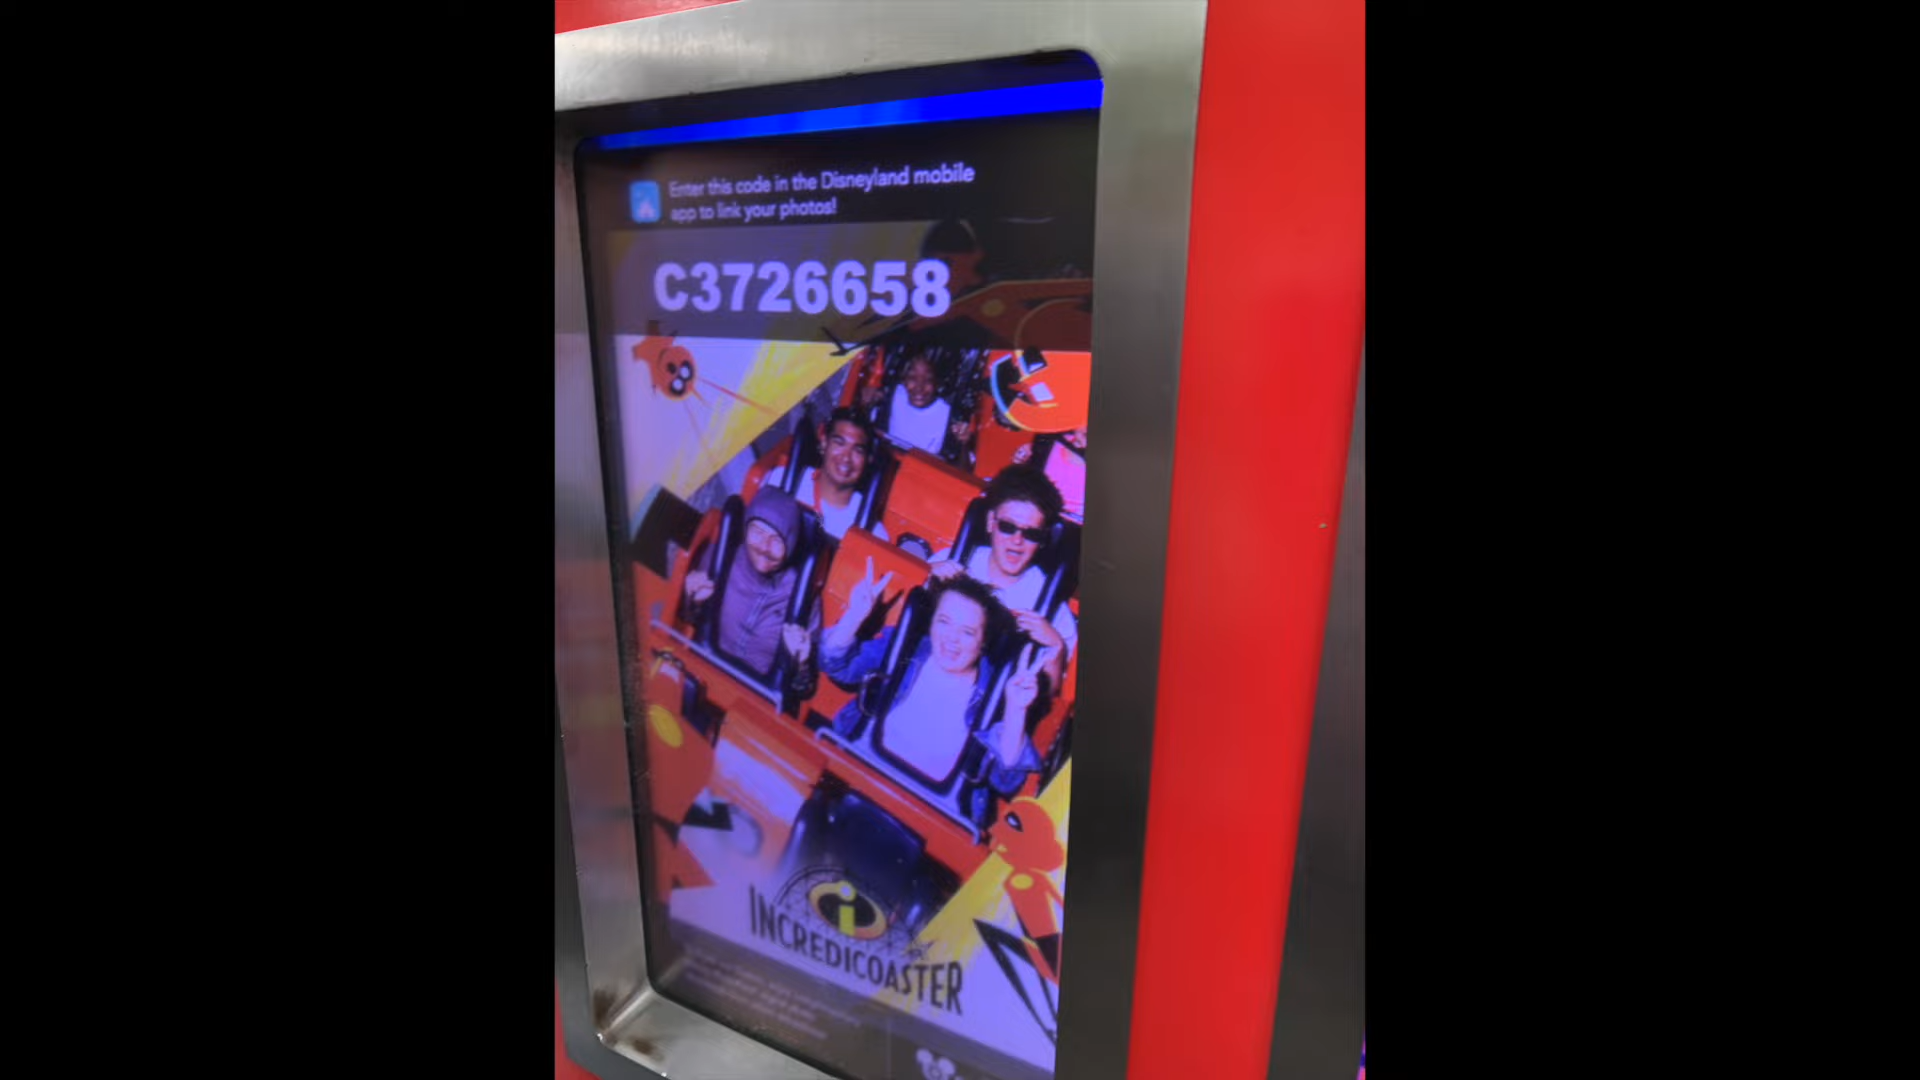 Enter this code in the Disneyland mobile
app to link your photos!
C3726658
INCREDICOASTER